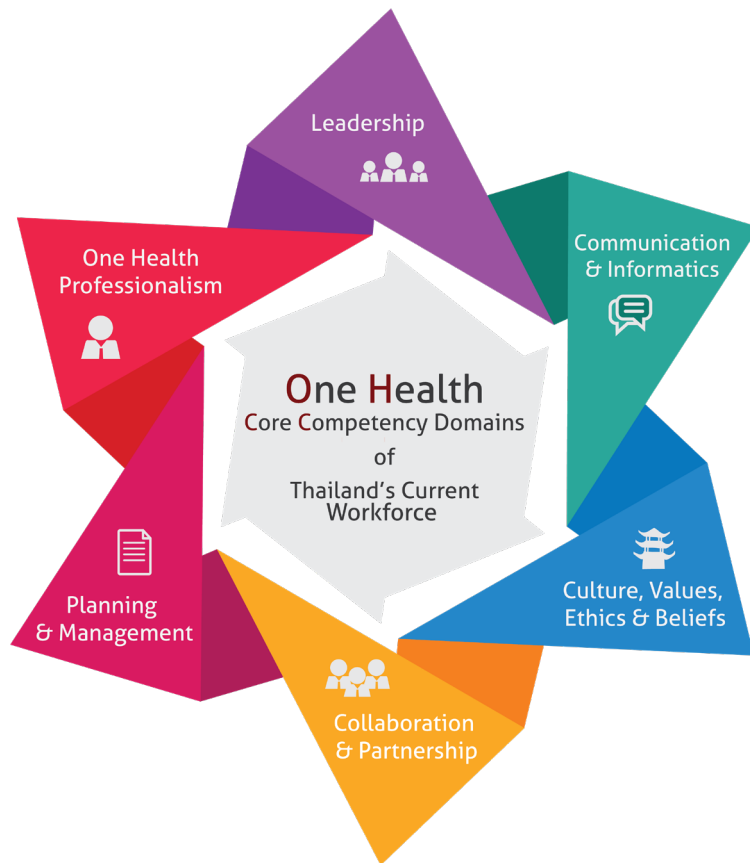 Leadership
Communication
& Informatics
One Health
Professionalism
One Health
Core Competency Domains
of
Thailand's Current
Workforce
Culture, Values,
Ethics & Beliefs
Planning
& Management
Collaboration
& Partnership